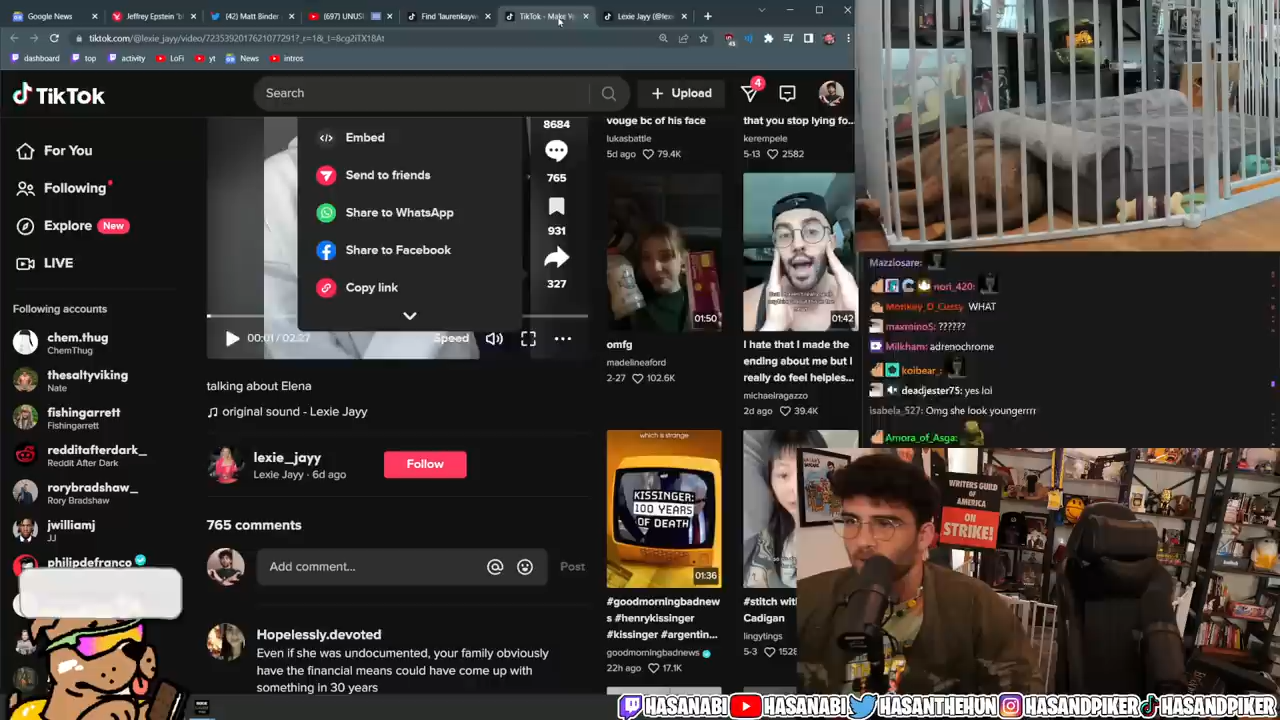 Google News
Jeffrey Epstein 'b
(42) Matt Binder
(697) UNUS
Find 'laurenkayw
TikTok - Make Y
Lexie Jayy (@lex
tiktok.com/@lexie_jayy/video/7235392017621077291?_r=1&_t=8cg2iTX18At
dashboard
top
activity
LoFi
yt
News
intros
TikTok
Search
Upload
4
For You
Following
Explore New
LIVE
Following accounts
chem.thug
ChemThug
thesaltyviking
Nate
fishingarrett
Fishingarrett
redditafterdark_
Reddit After Dark
rorybradshaw_
Rory Bradshaw
jwilliamj
JJ
philipdefranco
Embed
Send to friends
Share to WhatsApp
Share to Facebook
Copy link
8684
765
931
327
00:01 / 02:27
Speed
talking about Elena
original sound - Lexie Jayy
lexie_jayy
Lexie Jayy · 6d ago
Follow
765 comments
Add comment...
Post
Hopelessly.devoted
Even if she was undocumented, your family obviously
have the financial means could have come up with
something in 30 years
vouge bc of his face
lukasbattle
5d ago 79.4K
that you stop lying fo...
kerempele
5-13 2582
01:50
omfg
madelineaford
2-27 102.6K
01:42
I hate that I made the
ending about me but I
really do feel helples...
michaelragazzo
2d ago 39.4K
which is strange
KISSINGER:
100 YEARS
OF DEATH
01:36
#goodmorningbadnew
s #henrykissinger
#kissinger #argentin...
goodmorningbadnews
22h ago 17.1K
#stitch wit
Cadigan
lingytings
5-3 1528
Mazziosare:
nori_420:
Monkey_D_Cussy WHAT
maxmino$: ??????
Milkham: adrenochrome
koibear_:
deadjester75: yes lol
isabela_527: Omg she look youngerrrr
Amora_of_Asga:
WRITERS GUILD
OF
AMERICA
ON
STRIKE!
HASANABI
HASANABI
HASANTHEHUN
HASANDPIKER
HASANDPIKER